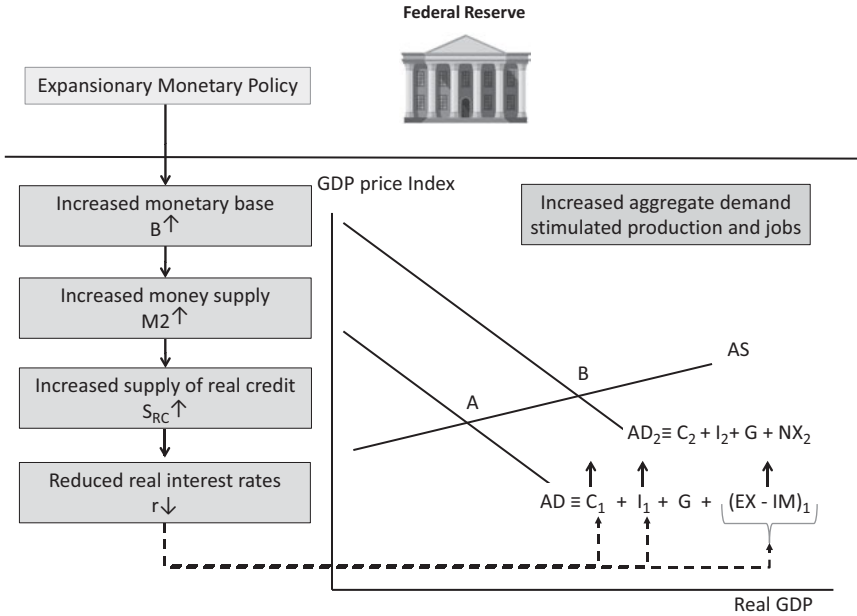 Federal Reserve
Expansionary Monetary Policy
Increased monetary base
B↑
Increased money supply
M2↑
Increased supply of real credit
S_RC↑
Reduced real interest rates
r↓
GDP price Index
Increased aggregate demand
stimulated production and jobs
AS
B
A
AD₂≡ C₂ + I₂+ G + NX₂
AD ≡ C₁ + I₁ + G + (EX - IM)₁
Real GDP